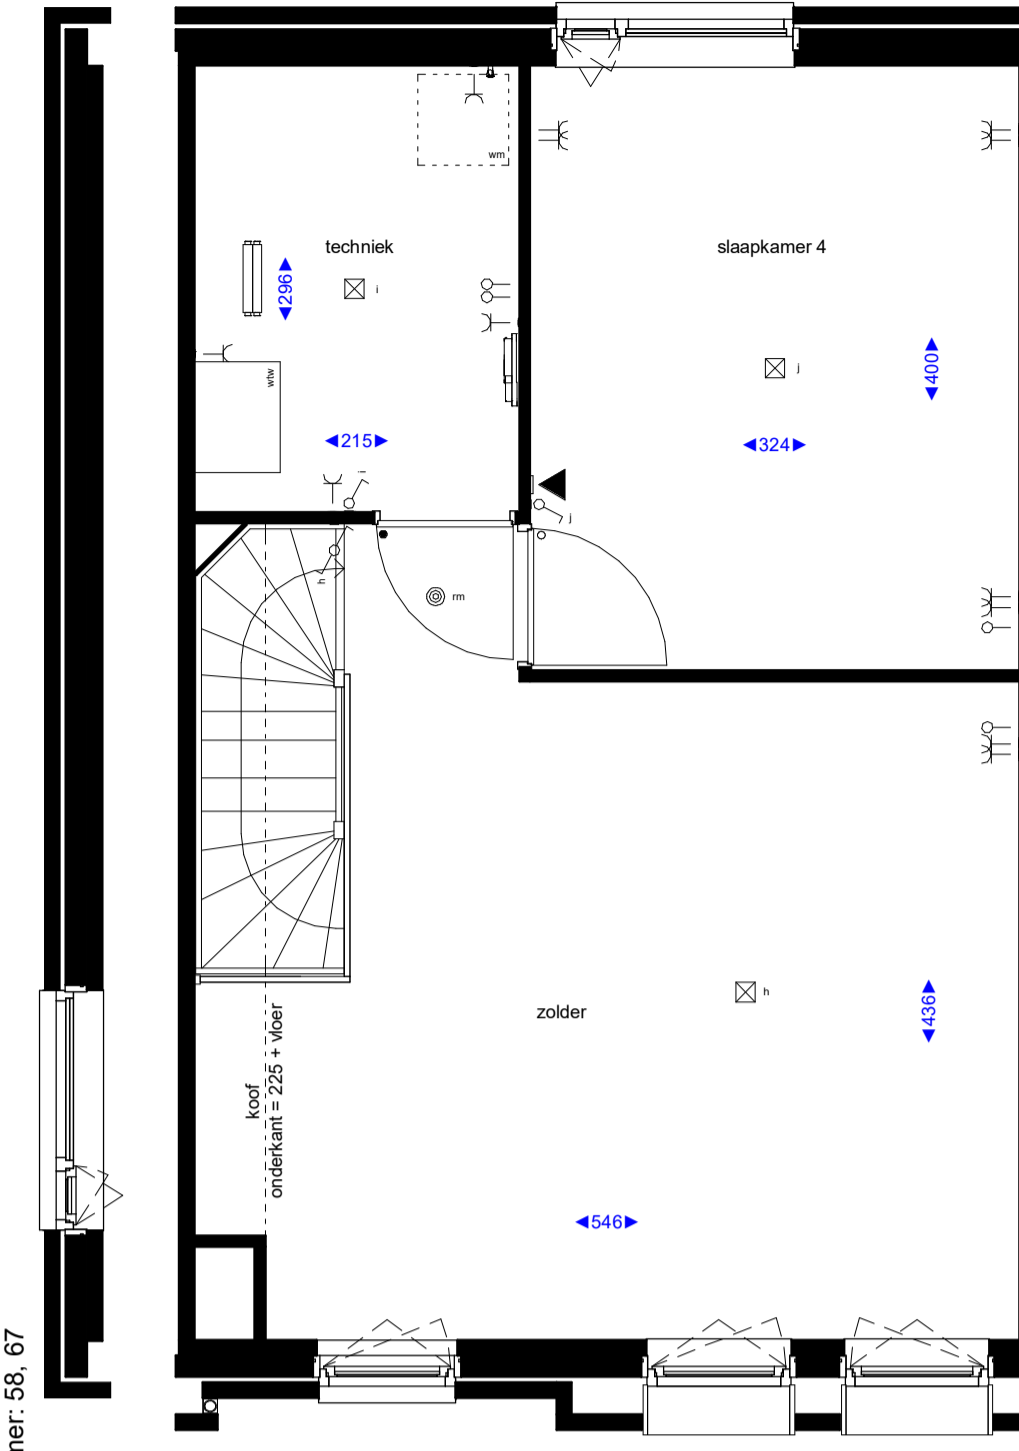 wm
techniek
slaapkamer 4
296
i
wtw
400
j
215
324
i
j
h
rm
zolder
h
436
koof
onderkant = 225 + vloer
546
mer: 58, 67